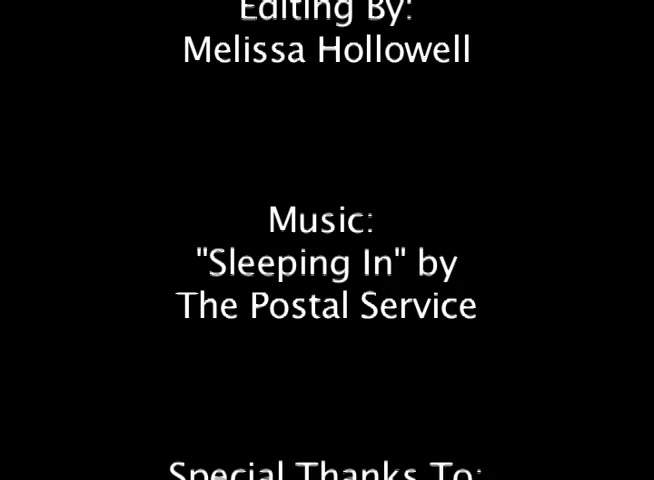 Editing By:
Melissa Hollowell
Music:
"Sleeping In" by
The Postal Service
Special Thanks To: